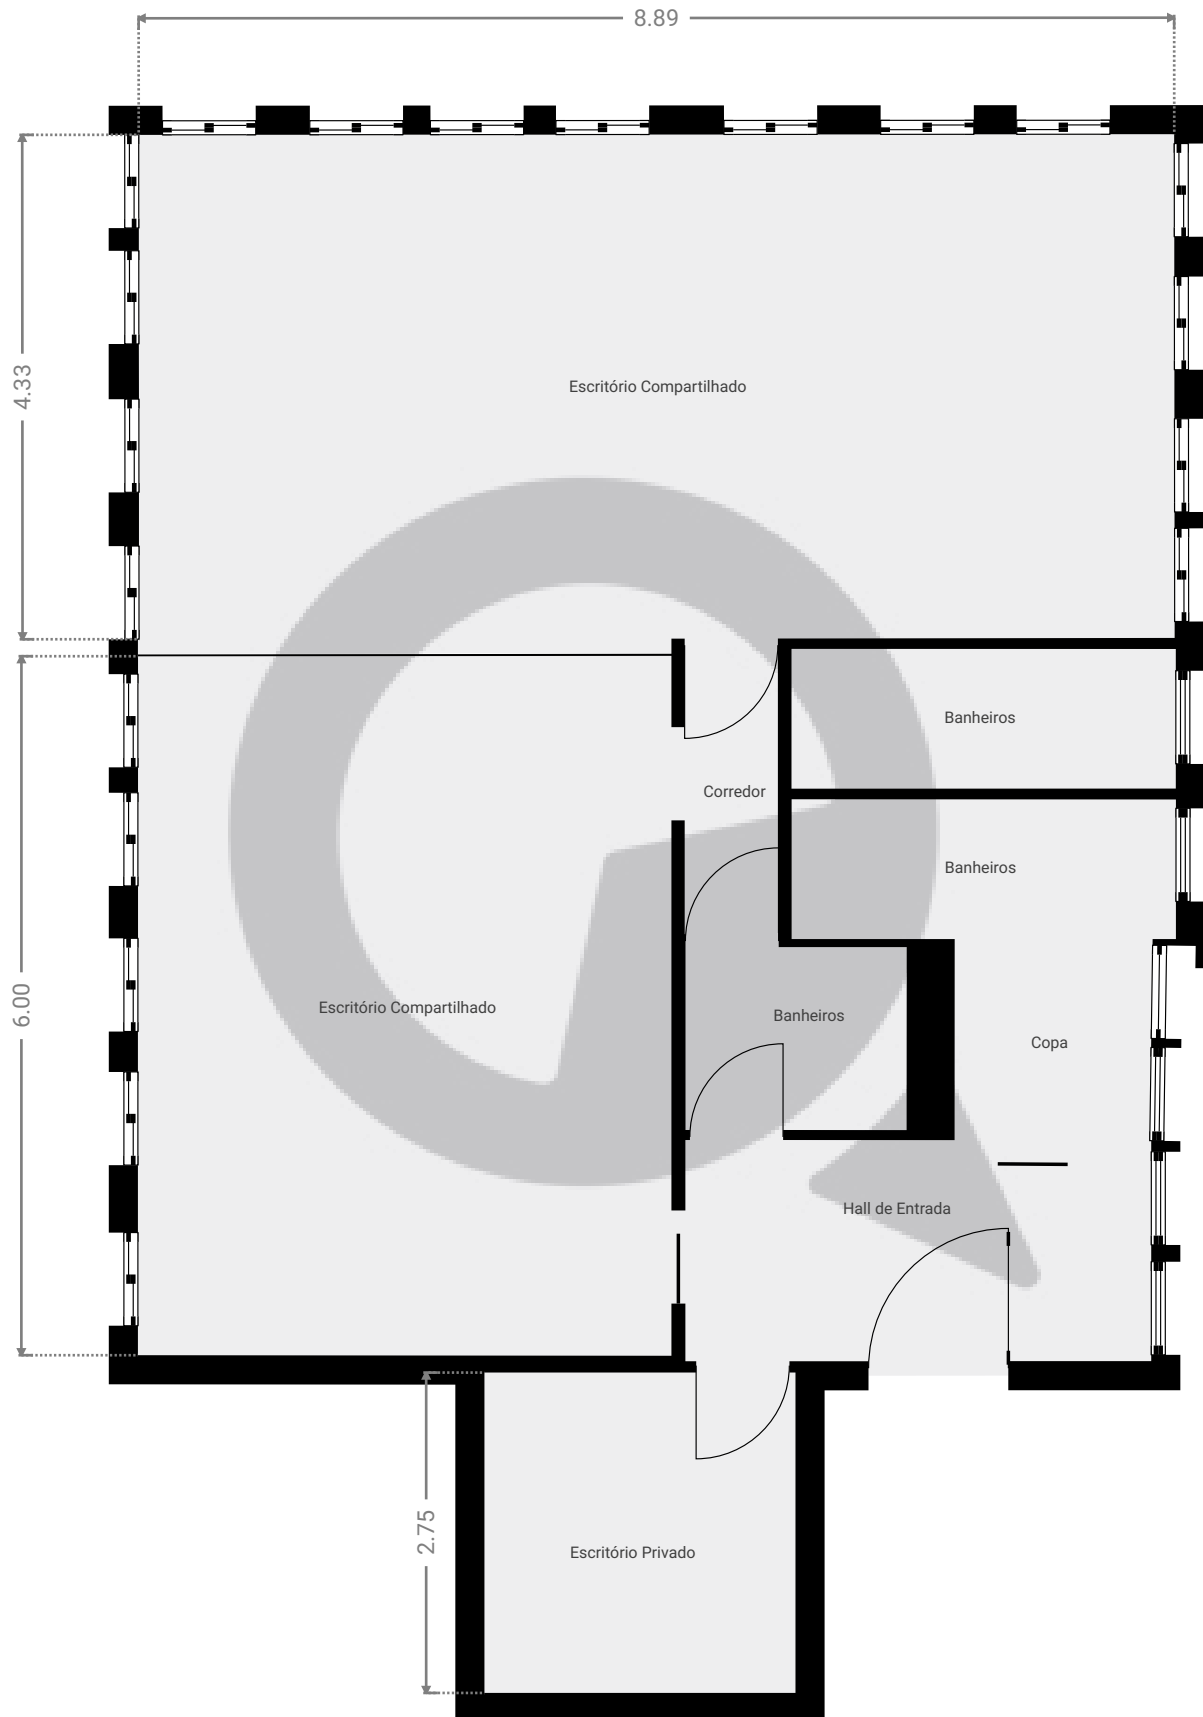 8.89
4.33
Escritório Compartilhado
Banheiros
Corredor
Banheiros
6.00
Escritório Compartilhado
Banheiros
Copa
Hall de Entrada
2.75
Escritório Privado